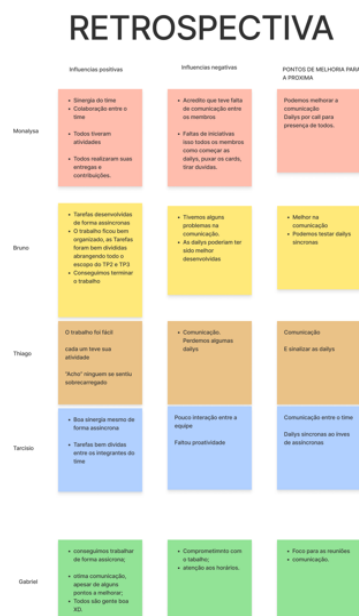 RETROSPECTIVA
Influencias positivas
Influencias negativas
PONTOS DE MELHORIA PARA
A PROXIMA
Monalysa
• Sinergia do time
• Colaboração entre o
time
• Todos tiveram
atividades
• Todos realizaram suas
entregas e
contribuições.
• Acredito que teve falta
de comunicação entre
os membros
• Faltas de iniciativas
isso todos os membros
como começar as
dailys, puxar os cards,
tirar duvidas.
Podemos melhorar a
comunicação
Dailys por call para
presença de todos.
Bruno
• Tarefas desenvolvidas
de forma assíncronas
• O trabalho ficou bem
organizado, as Tarefas
foram bem divididas
abrangendo todo o
escopo do TP2 e TP3
• Conseguimos terminar
o trabalho
• Tivemos alguns
problemas na
comunicação.
• As dailys poderiam ter
sido melhor
desenvolvidas
• Melhor na
comunicação
• Podemos testar dailys
síncronas
Thiago
O trabalho foi fácil
cada um teve sua
atividade
"Acho" ninguem se sentiu
sobrecarregado
• Comunicação.
Perdemos algumas
dailys
Comunicação
E sinalizar as dailys
Tarcisio
• Boa sinergia mesmo de
forma assíncrona
• Tarefas bem dividas
entre os integrantes do
time
Pouco interação entre a
equipe
Faltou proatividade
Comunicação entre o time
Dailys síncronas ao inves
de assíncronas
Gabriel
• conseguimos trabalhar
de forma assícrona;
• otima comunicação,
apesar de alguns
pontos a melhorar;
• Todos são gente boa
XD.
• Comprometimmto com
o tabalho;
• atenção aos horários.
• Foco para as reuniões
• comunicação.